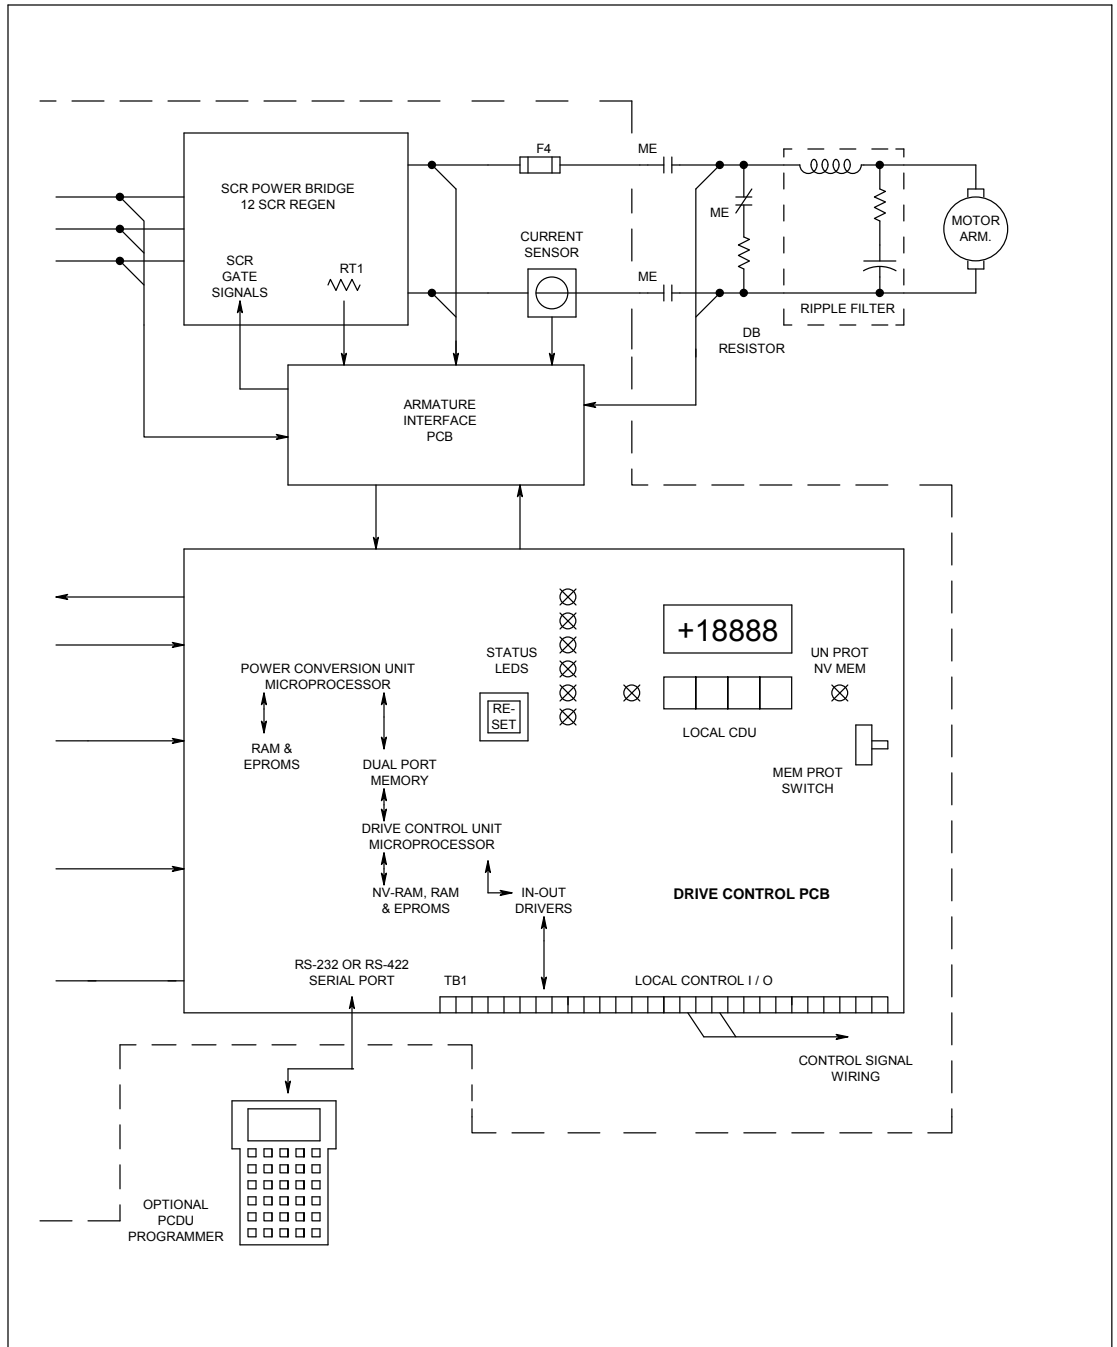 F4
ME
SCR POWER BRIDGE
12 SCR REGEN
ME
MOTOR
ARM.
CURRENT
SENSOR
SCR
GATE
SIGNALS
RT1
ME
RIPPLE FILTER
DB
RESISTOR
ARMATURE
INTERFACE
PCB
+18888
STATUS
LEDS
UN PROT
NV MEM
POWER CONVERSION UNIT
MICROPROCESSOR
RE-
SET
LOCAL CDU
RAM &
EPROMS
DUAL PORT
MEMORY
MEM PROT
SWITCH
DRIVE CONTROL UNIT
MICROPROCESSOR
NV-RAM, RAM
& EPROMS
IN-OUT
DRIVERS
DRIVE CONTROL PCB
RS-232 OR RS-422
SERIAL PORT
TB1
LOCAL CONTROL I / O
CONTROL SIGNAL
WIRING
OPTIONAL
PCDU
PROGRAMMER